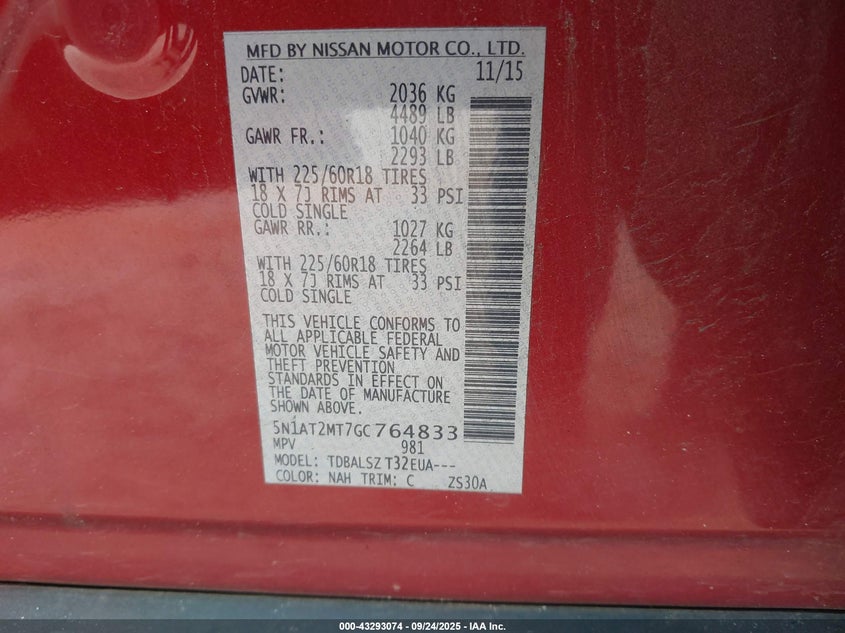 MFD BY NISSAN MOTOR CO., LTD.
DATE: 11/15
GVWR: 2036 KG
4489 LB
GAWR FR.: 1040 KG
2293 LB
WITH 225/60R18 TIRES
18 X 7J RIMS AT 33 PSI
COLD SINGLE
GAWR RR.: 1027 KG
2264 LB
WITH 225/60R18 TIRES
18 X 7J RIMS AT 33 PSI
COLD SINGLE
THIS VEHICLE CONFORMS TO
ALL APPLICABLE FEDERAL
MOTOR VEHICLE SAFETY AND
THEFT PREVENTION
STANDARDS IN EFFECT ON
THE DATE OF MANUFACTURE
SHOWN ABOVE.
5N1AT2MT7GC764833
MPV 981
MODEL: TDBALSZ T32EUA---
COLOR: NAH TRIM: C ZS30A
000-43293074 - 09/24/2025 - IAA Inc.